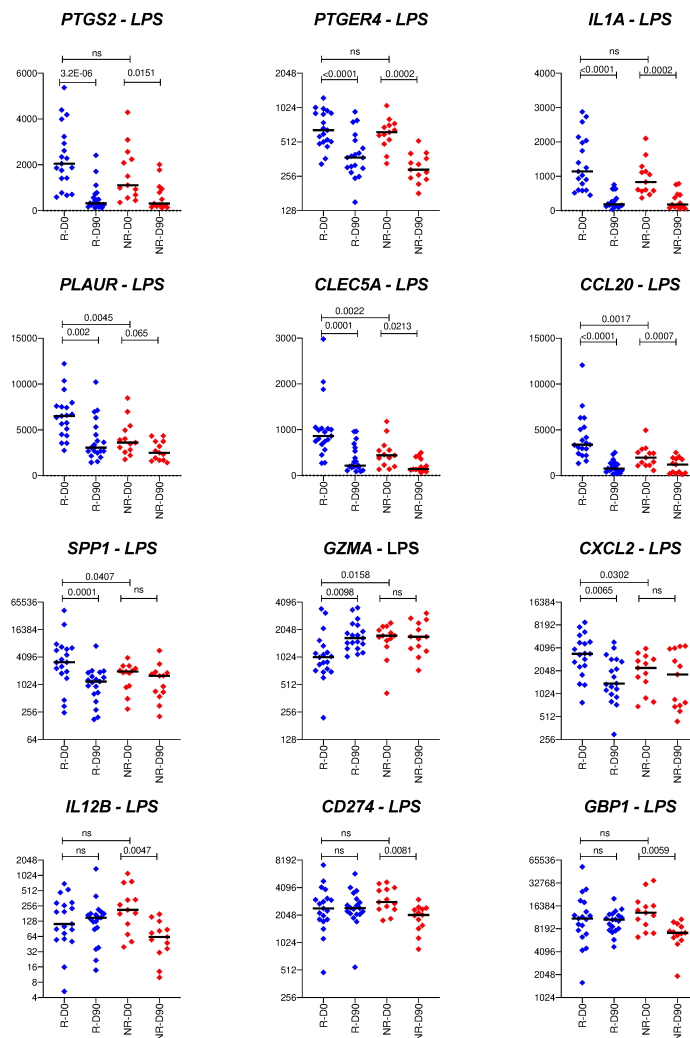 PTGS2 - LPS
PTGER4 - LPS
IL1A - LPS
ns
ns
ns
3.2E-06
0.0151
<0.0001
0.0002
<0.0001
0.0002
6000
4000
2000
0
2048
1024
512
256
128
4000
3000
2000
1000
0
R-D0
R-D90
NR-D0
NR-D90
R-D0
R-D90
NR-D0
NR-D90
R-D0
R-D90
NR-D0
NR-D90
PLAUR - LPS
CLEC5A - LPS
CCL20 - LPS
0.0045
0.0022
0.0017
0.002
0.065
0.0001
0.0213
<0.0001
0.0007
15000
10000
5000
0
3000
2000
1000
0
15000
10000
5000
0
R-D0
R-D90
NR-D0
NR-D90
R-D0
R-D90
NR-D0
NR-D90
R-D0
R-D90
NR-D0
NR-D90
SPP1 - LPS
GZMA - LPS
CXCL2 - LPS
0.0407
0.0158
0.0302
0.0001
ns
0.0098
ns
0.0065
ns
65536
16384
4096
1024
256
64
4096
2048
1024
512
256
128
16384
8192
4096
2048
1024
512
256
R-D0
R-D90
NR-D0
NR-D90
R-D0
R-D90
NR-D0
NR-D90
R-D0
R-D90
NR-D0
NR-D90
IL12B - LPS
CD274 - LPS
GBP1 - LPS
ns
ns
ns
ns
0.0047
ns
0.0081
ns
0.0059
2048
1024
512
256
128
64
32
16
8
4
8192
4096
2048
1024
512
256
65536
32768
16384
8192
4096
2048
1024
R-D0
R-D90
NR-D0
NR-D90
R-D0
R-D90
NR-D0
NR-D90
R-D0
R-D90
NR-D0
NR-D90